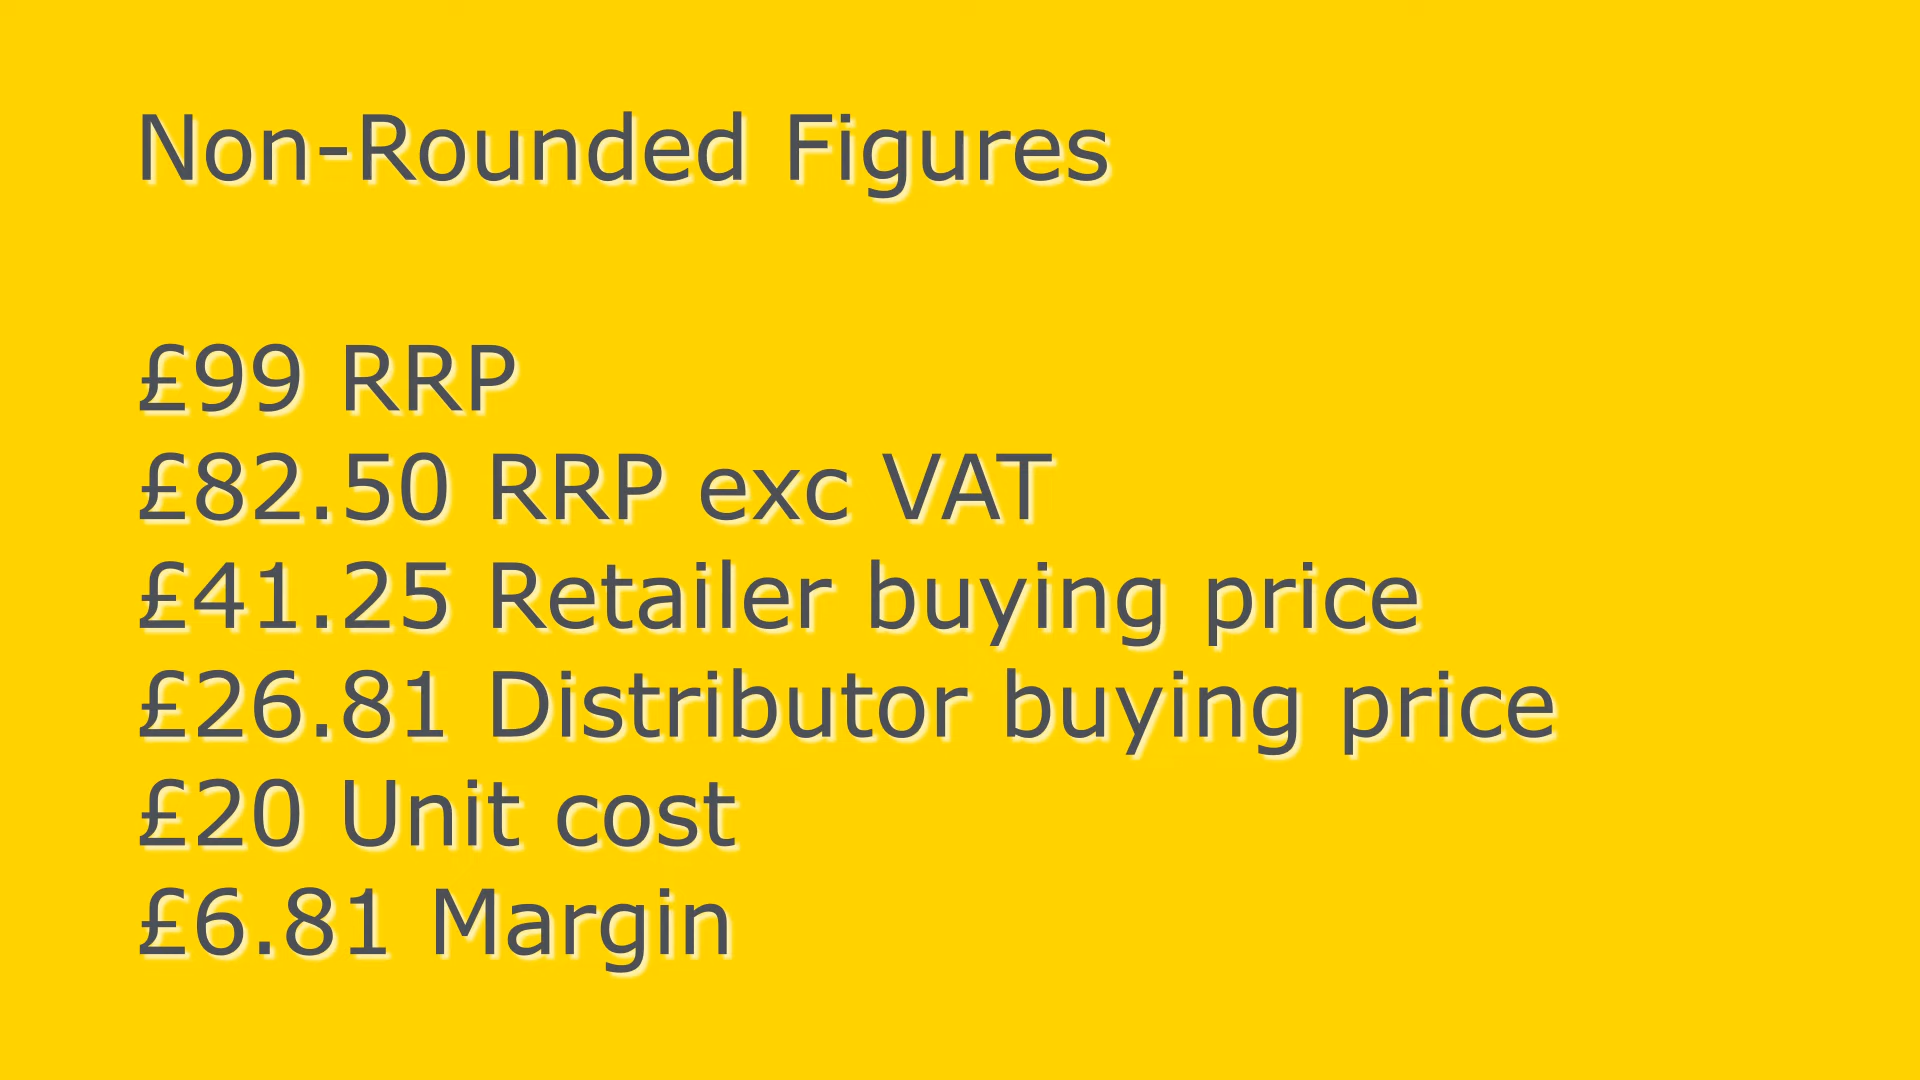 Non-Rounded Figures
£99 RRP
£82.50 RRP exc VAT
£41.25 Retailer buying price
£26.81 Distributor buying price
£20 Unit cost
£6.81 Margin